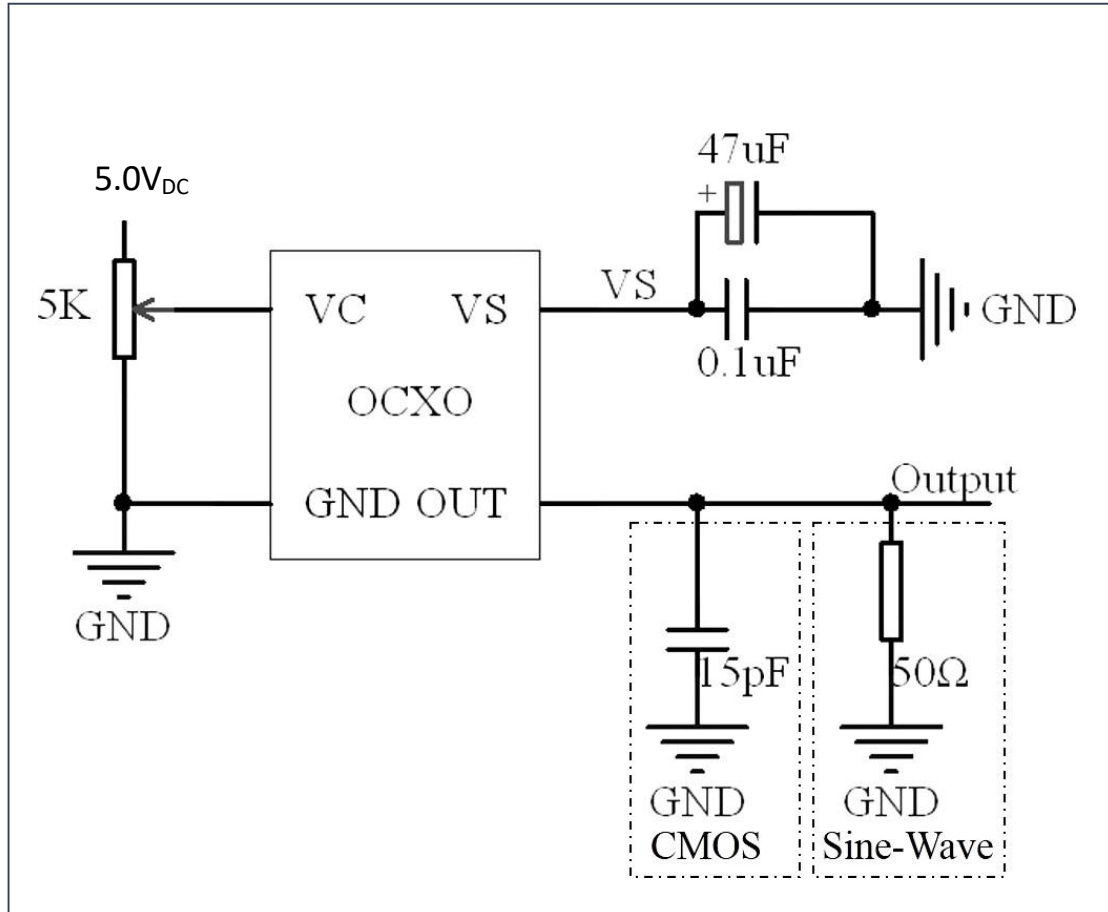 47uF
+
5.0VDC
5K
VC
VS
VS
GND
0.1uF
OCXO
GND
OUT
Output
GND
15pF
50Ω
GND
GND
CMOS
Sine-Wave